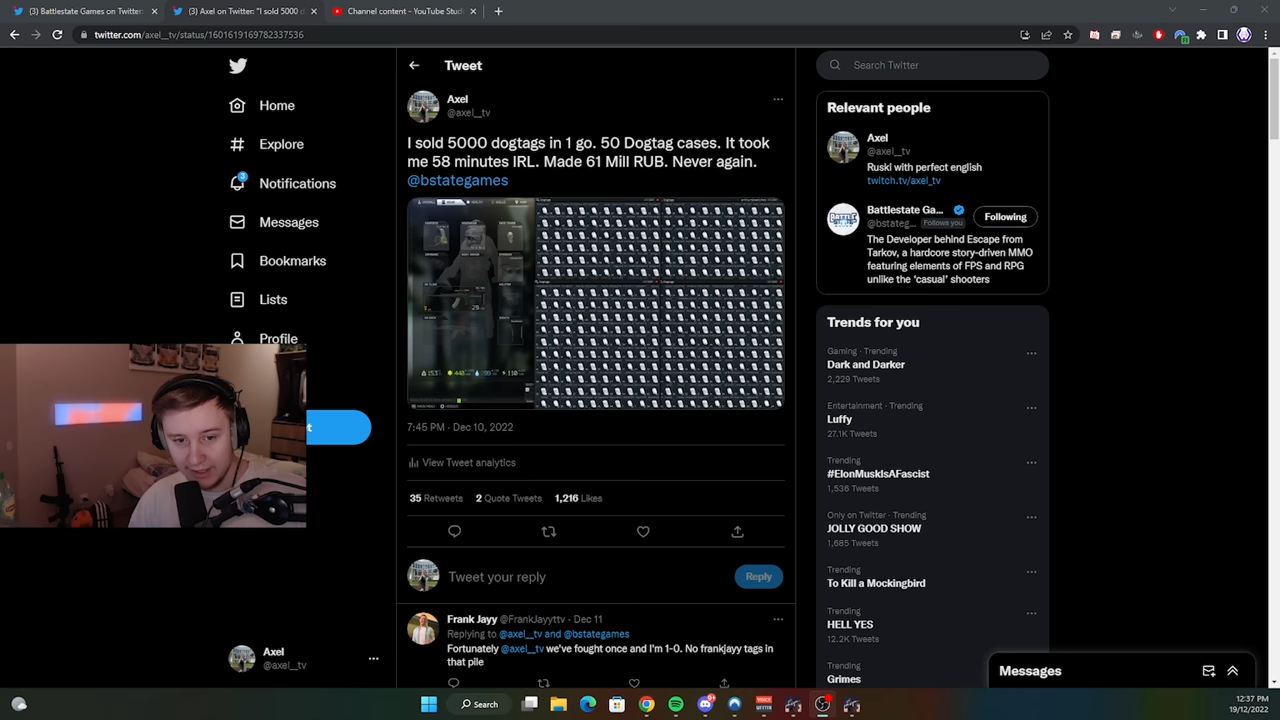 (3) Battlestate Games on Twitter:
(3) Axel on Twitter: "I sold 5000 d
Channel content - YouTube Studi
twitter.com/axel__tv/status/1601619169782337536
Home
Explore
3
Notifications
Messages
Bookmarks
Lists
Profile
t
Axel
@axel__tv
Tweet
Axel
@axel__tv
I sold 5000 dogtags in 1 go. 50 Dogtag cases. It took
me 58 minutes IRL. Made 61 Mill RUB. Never again.
@bstategames
7:45 PM · Dec 10, 2022
View Tweet analytics
35 Retweets 2 Quote Tweets 1,216 Likes
Tweet your reply
Reply
Frank Jayy @FrankJayyttv · Dec 11
Replying to @axel__tv and @bstategames
Fortunately @axel__tv we've fought once and I'm 1-0. No frankjayy tags in
that pile
Search Twitter
Relevant people
Axel
@axel__tv
Ruski with perfect english
twitch.tv/axel_tv
Battlestate Ga...
@bstateg... Follows you
Following
The Developer behind Escape from
Tarkov, a hardcore story-driven MMO
featuring elements of FPS and RPG
unlike the 'casual' shooters
Trends for you
Gaming · Trending
Dark and Darker
2,229 Tweets
Entertainment · Trending
Luffy
27.1K Tweets
Trending
#ElonMuskIsAFascist
1,536 Tweets
Only on Twitter · Trending
JOLLY GOOD SHOW
1,685 Tweets
Trending
To Kill a Mockingbird
Trending
HELL YES
12.2K Tweets
Trending
Grimes
Messages
Search
12:37 PM
19/12/2022